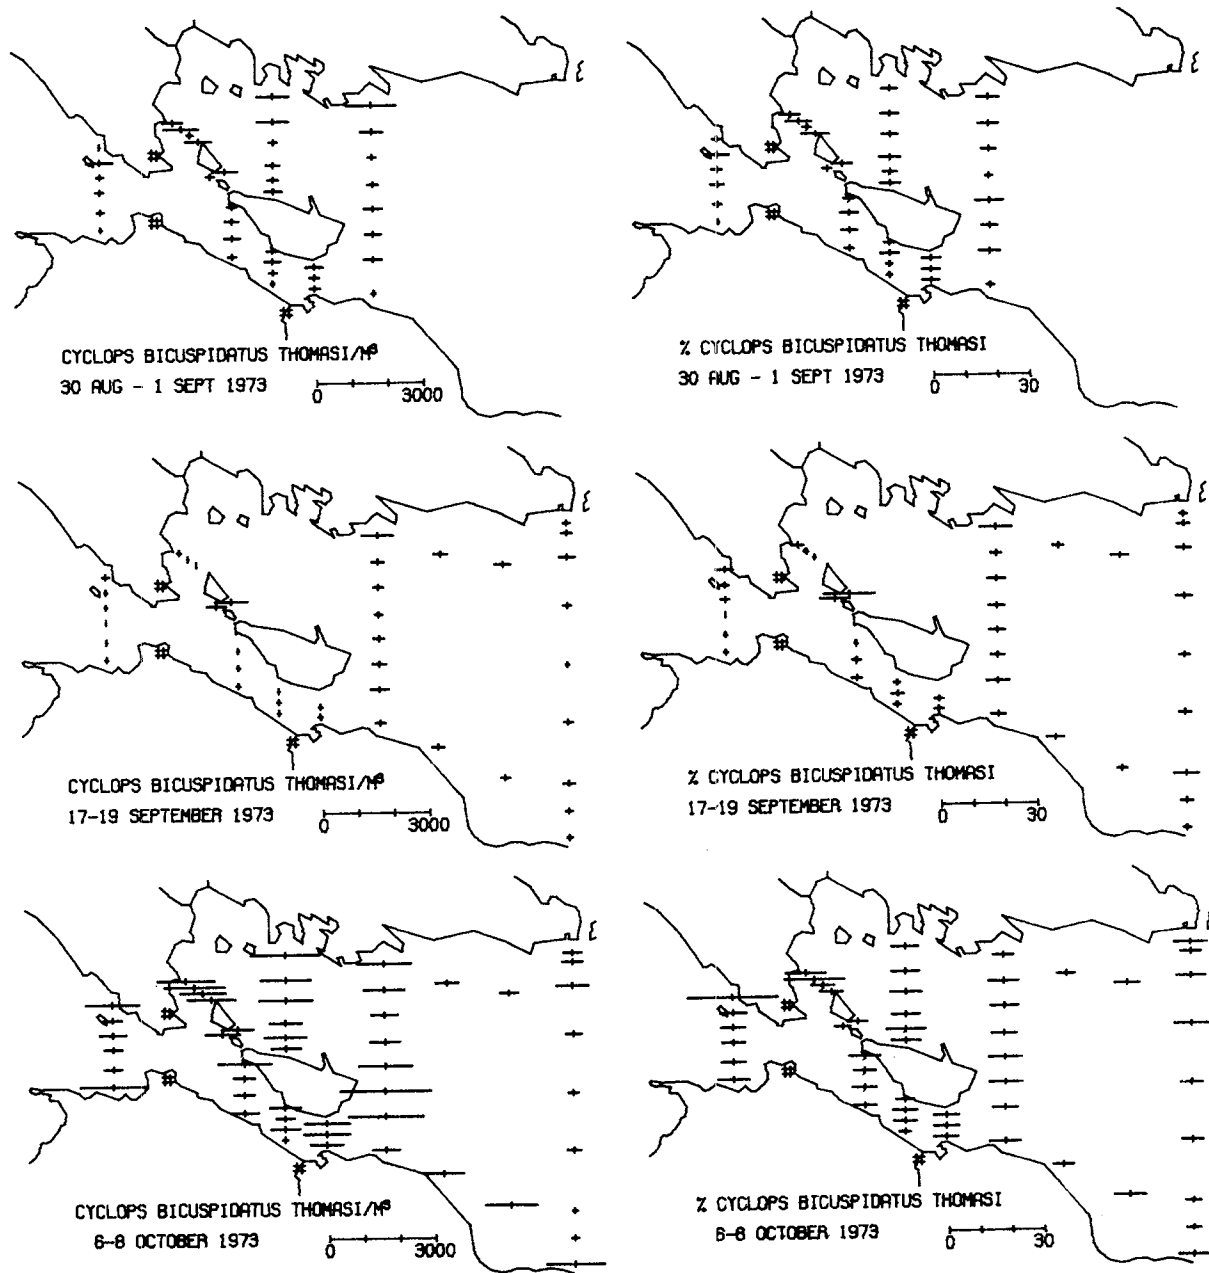 CYCLOPS BICUSPIDATUS THOMASI/M³
30 AUG - 1 SEPT 1973
0 3000
% CYCLOPS BICUSPIDATUS THOMASI
30 AUG - 1 SEPT 1973
0 30
CYCLOPS BICUSPIDATUS THOMASI/M³
17-19 SEPTEMBER 1973
0 3000
% CYCLOPS BICUSPIDATUS THOMASI
17-19 SEPTEMBER 1973
0 30
CYCLOPS BICUSPIDATUS THOMASI/M³
6-8 OCTOBER 1973
0 3000
% CYCLOPS BICUSPIDATUS THOMASI
6-8 OCTOBER 1973
0 30